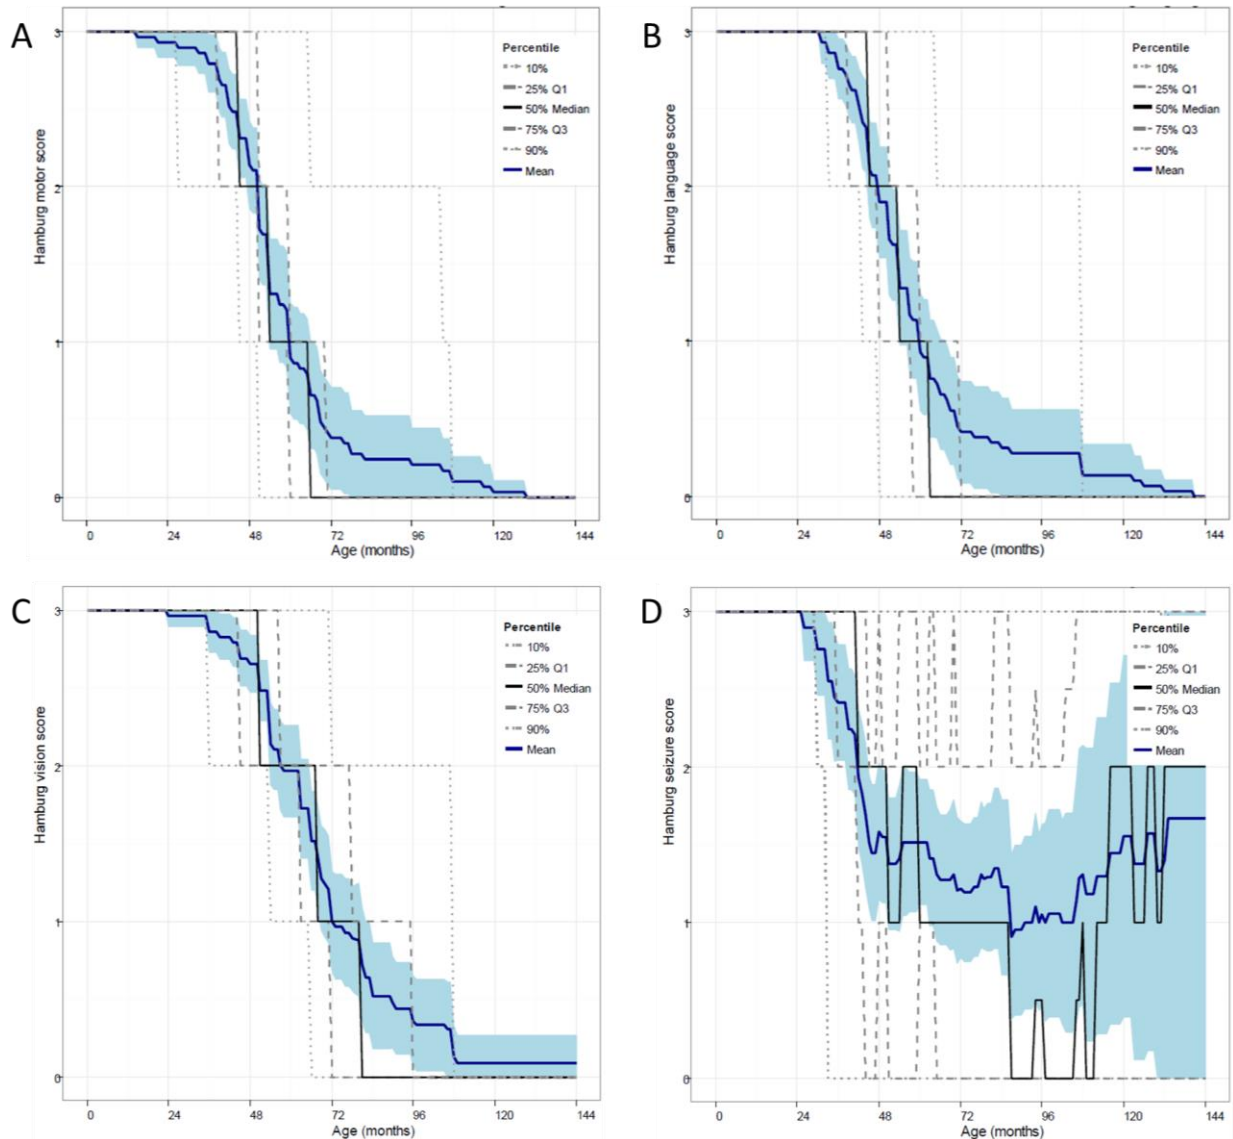 A
Hamburg motor score
3
2
1
0
Percentile
10%
25% Q1
50% Median
75% Q3
90%
Mean
0 24 48 72 96 120 144
Age (months)
B
Hamburg language score
3
2
1
0
Percentile
10%
25% Q1
50% Median
75% Q3
90%
Mean
0 24 48 72 96 120 144
Age (months)
C
Hamburg vision score
3
2
1
0
Percentile
10%
25% Q1
50% Median
75% Q3
90%
Mean
0 24 48 72 96 120 144
Age (months)
D
Hamburg seizure score
3
2
1
0
Percentile
10%
25% Q1
50% Median
75% Q3
90%
Mean
0 24 48 72 96 120 144
Age (months)